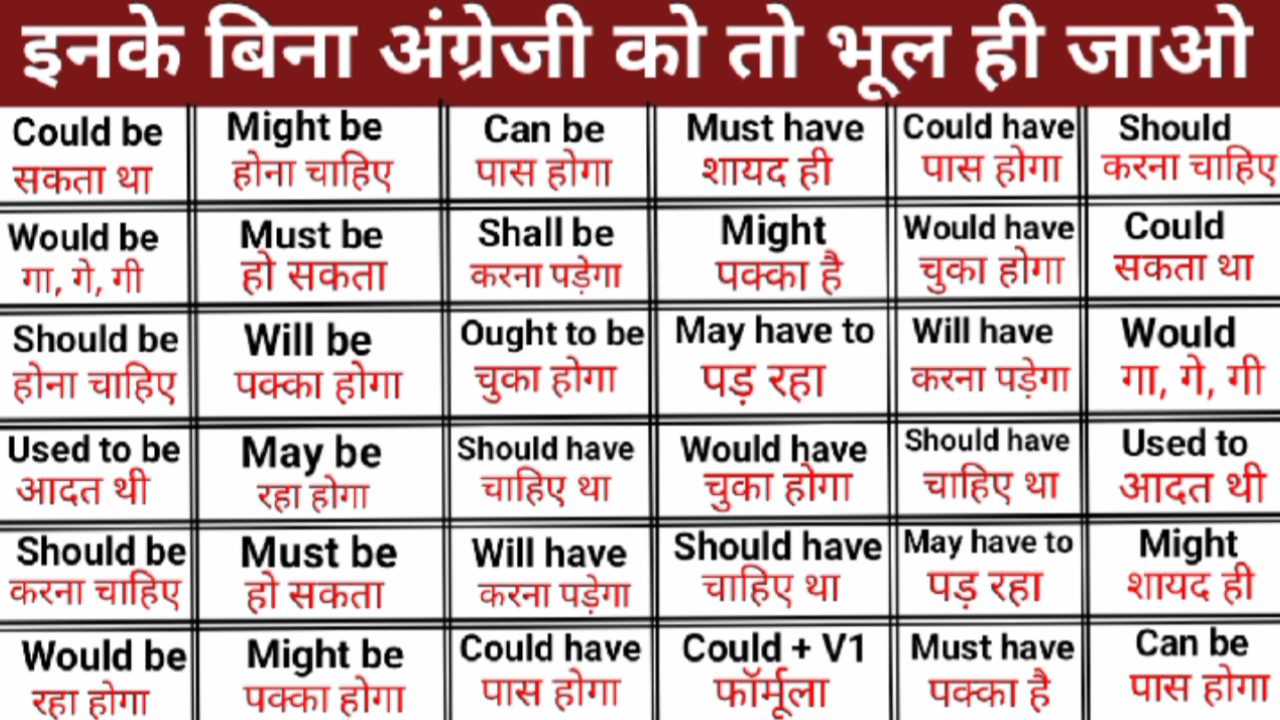 इनके बिना अंग्रेजी को तो भूल ही जाओ
Could be
सकता था
Might be
होना चाहिए
Can be
पास होगा
Must have
शायद ही
Could have
पास होगा
Should
करना चाहिए
Would be
गा, गे, गी
Must be
हो सकता
Shall be
करना पड़ेगा
Might
पक्का है
Would have
चुका होगा
Could
सकता था
Should be
होना चाहिए
Will be
पक्का होगा
Ought to be
चुका होगा
May have to
पड़ रहा
Will have
करना पड़ेगा
Would
गा, गे, गी
Used to be
आदत थी
May be
रहा होगा
Should have
चाहिए था
Would have
चुका होगा
Should have
चाहिए था
Used to
आदत थी
Should be
करना चाहिए
Must be
हो सकता
Will have
करना पड़ेगा
Should have
चाहिए था
May have to
पड़ रहा
Might
शायद ही
Would be
रहा होगा
Might be
पक्का होगा
Could have
पास होगा
Could + V1
फॉर्मूला
Must have
पक्का है
Can be
पास होगा